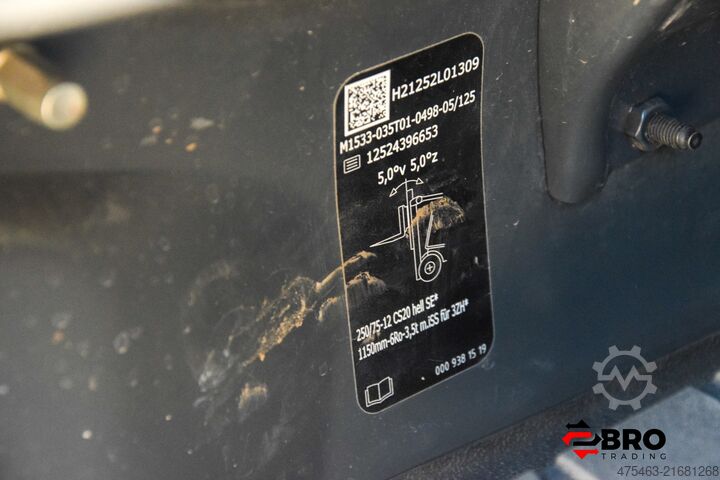 H21252L01309
M1533-035T01-0498-05/125
12524396653
5,0°v 5,0°z
250/75-12 CS20 hell SE*
1150mm-6Ro-3,5t m.iSS für 3ZH*
000 938 15 19
BRO
TRADING
475463-21681268